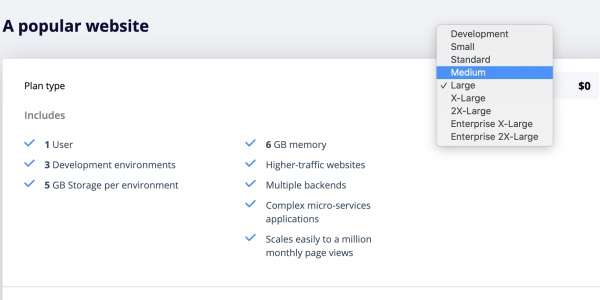 A popular website
Development
Small
Standard
Medium
✓ Large
X-Large
2X-Large
Enterprise X-Large
Enterprise 2X-Large
Plan type
$0
Includes
1 User
3 Development environments
5 GB Storage per environment
6 GB memory
Higher-traffic websites
Multiple backends
Complex micro-services
applications
Scales easily to a million
monthly page views